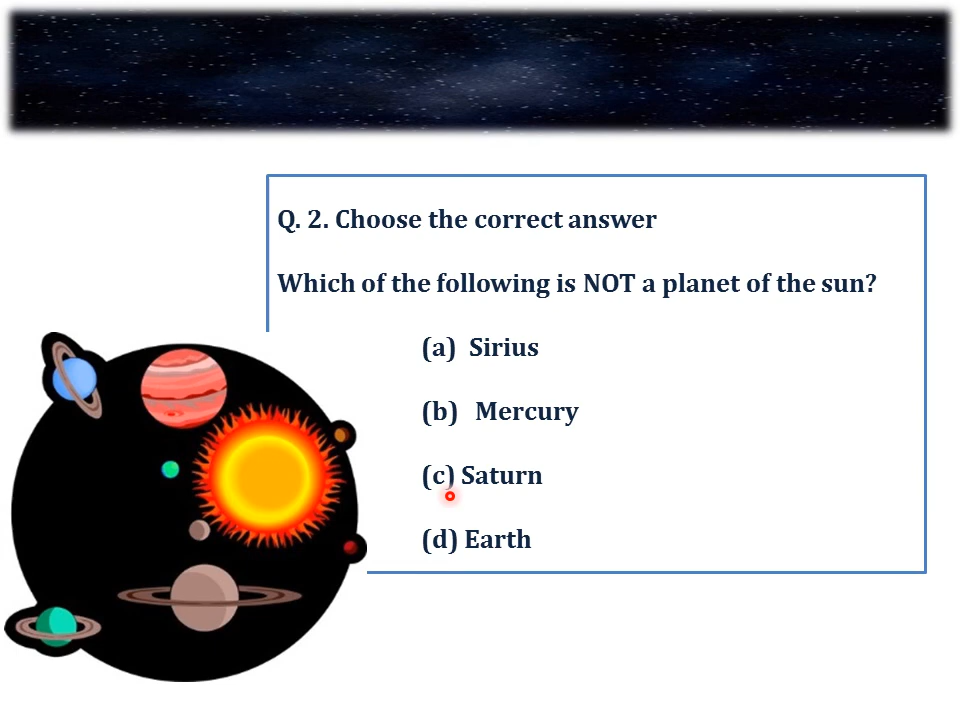 Q. 2. Choose the correct answer
Which of the following is NOT a planet of the sun?
(a) Sirius
(b) Mercury
(c) Saturn
(d) Earth